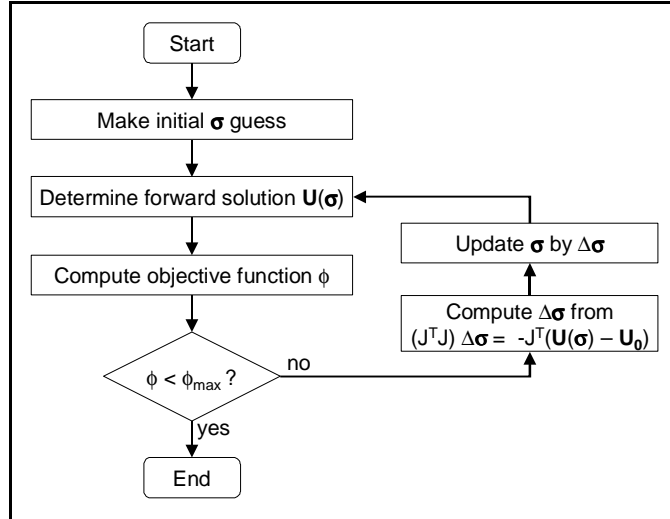 Start
Make initial σ guess
Determine forward solution U(σ)
Compute objective function ϕ
ϕ < ϕmax ?
no
yes
End
Compute Δσ from
(JᵀJ) Δσ = -Jᵀ(U(σ) – U₀)
Update σ by Δσ